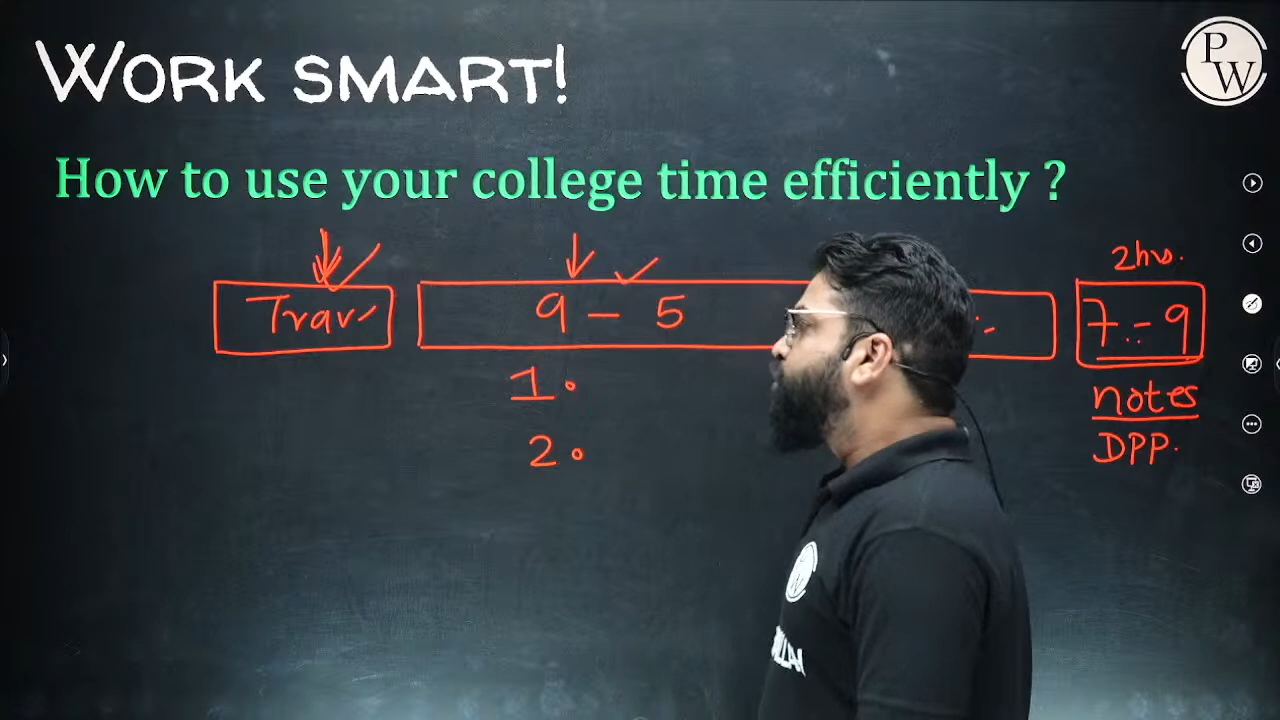 WORK SMART!
PW
How to use your college time efficiently ?
2hrs.
Trav
9 - 5
7 - 9
1.
2.
notes
DPP.